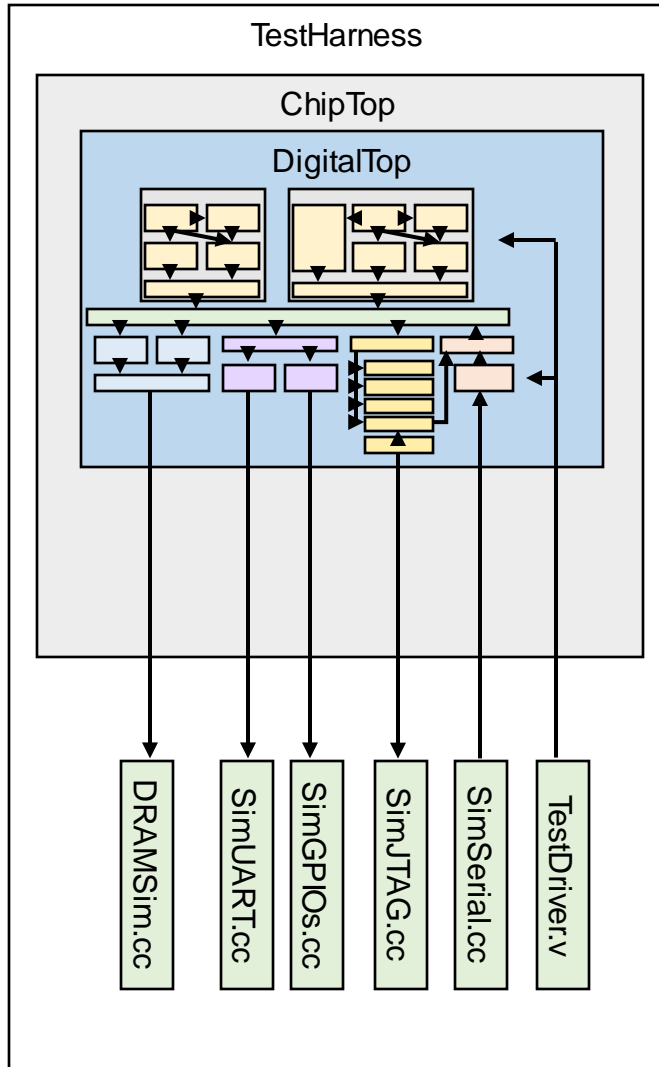 TestHarness
ChipTop
DigitalTop
DRAMSim.cc
SimUART.cc
SimGPIOs.cc
SimJTAG.cc
SimSerial.cc
TestDriver.v